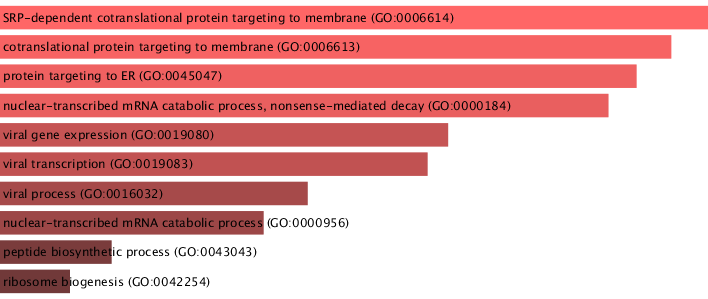 SRP-dependent cotranslational protein targeting to membrane (GO:0006614)
cotranslational protein targeting to membrane (GO:0006613)
protein targeting to ER (GO:0045047)
nuclear-transcribed mRNA catabolic process, nonsense-mediated decay (GO:0000184)
viral gene expression (GO:0019080)
viral transcription (GO:0019083)
viral process (GO:0016032)
nuclear-transcribed mRNA catabolic process (GO:0000956)
peptide biosynthetic process (GO:0043043)
ribosome biogenesis (GO:0042254)